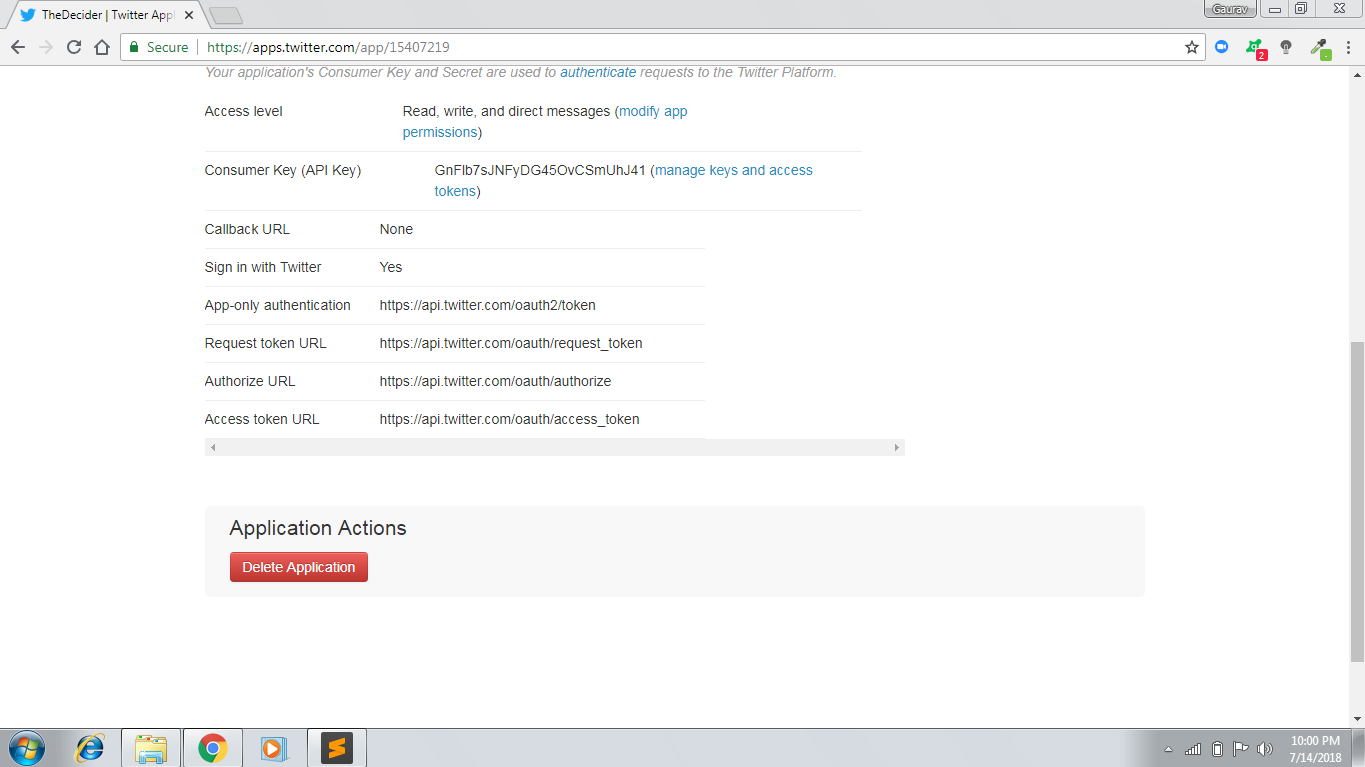 TheDecider | Twitter Appl
Gaurav
Secure
https://apps.twitter.com/app/15407219
2
Your application's Consumer Key and Secret are used to authenticate requests to the Twitter Platform.
Access level
Read, write, and direct messages (modify app
permissions)
Consumer Key (API Key)
GnFIb7sJNFyDG45OvCSmUhJ41 (manage keys and access
tokens)
Callback URL
None
Sign in with Twitter
Yes
App-only authentication
https://api.twitter.com/oauth2/token
Request token URL
https://api.twitter.com/oauth/request_token
Authorize URL
https://api.twitter.com/oauth/authorize
Access token URL
https://api.twitter.com/oauth/access_token
Application Actions
Delete Application
10:00 PM
7/14/2018